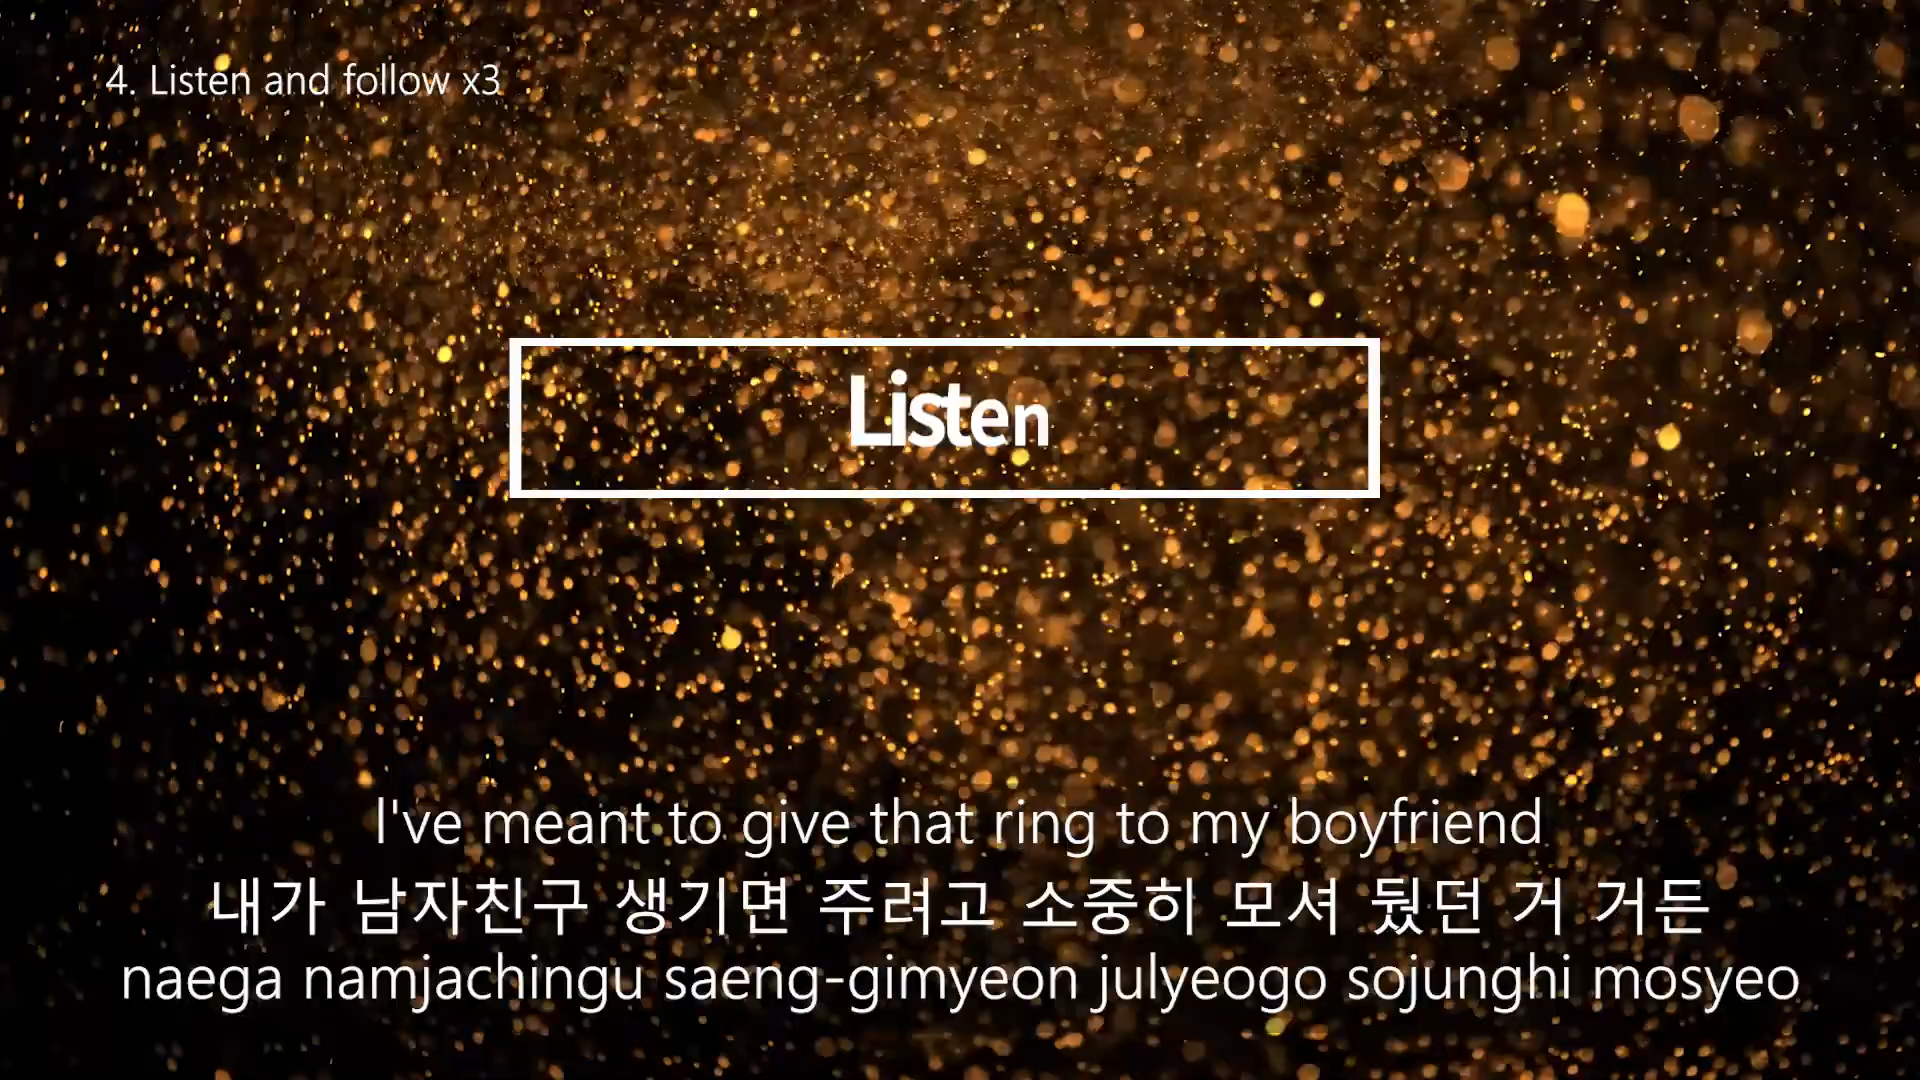 4. Listen and follow x3
Listen
I've meant to give that ring to my boyfriend
내가 남자친구 생기면 주려고 소중히 모셔 뒀던 거 거든
naega namjachingu saeng-gimyeon julyeogo sojunghi mosyeo